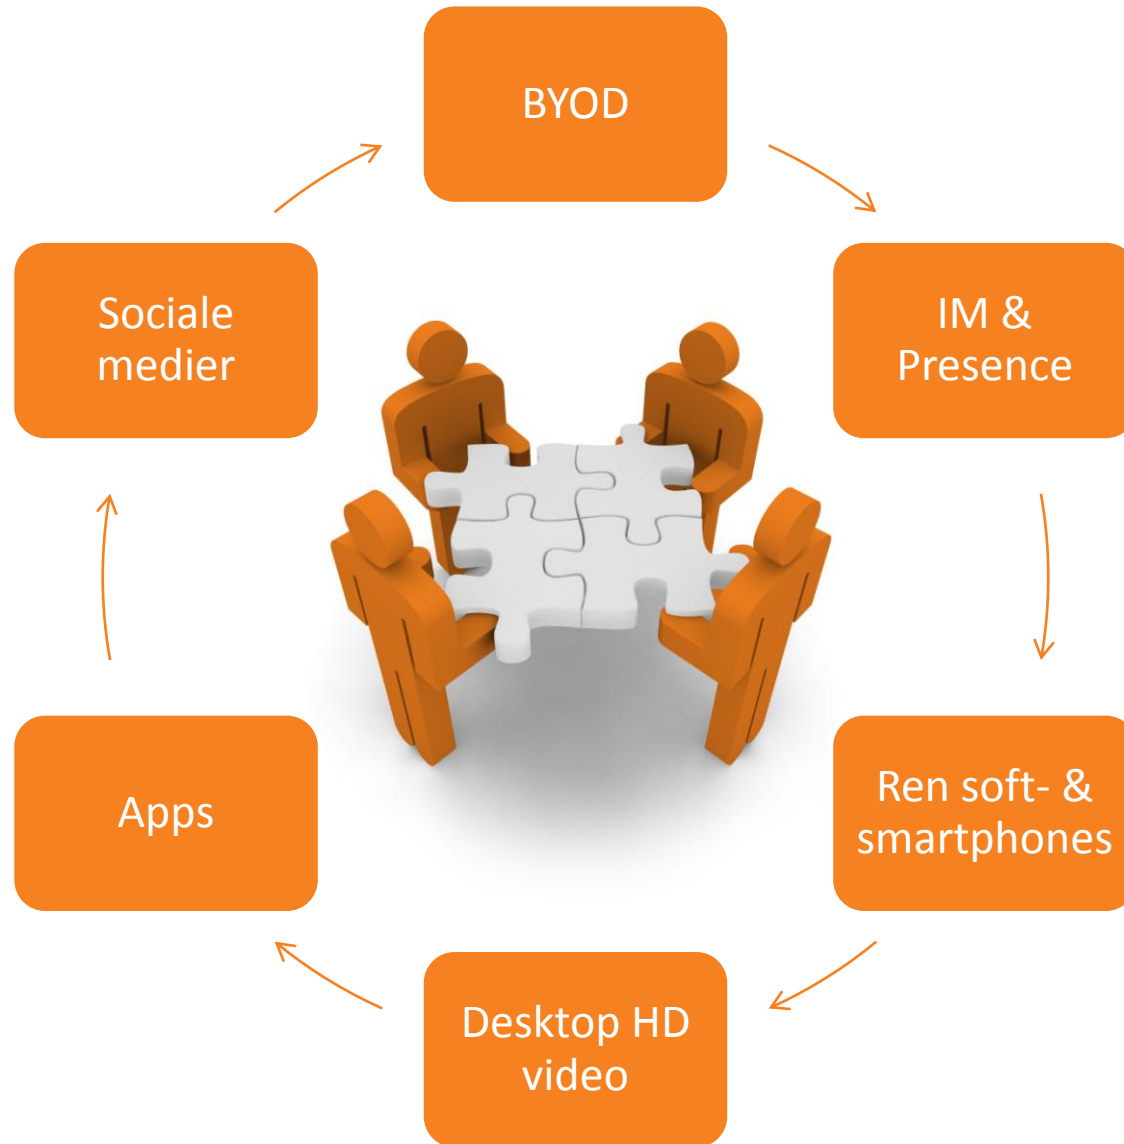 BYOD
IM &
Presence
Ren soft- &
smartphones
Desktop HD
video
Apps
Sociale
medier